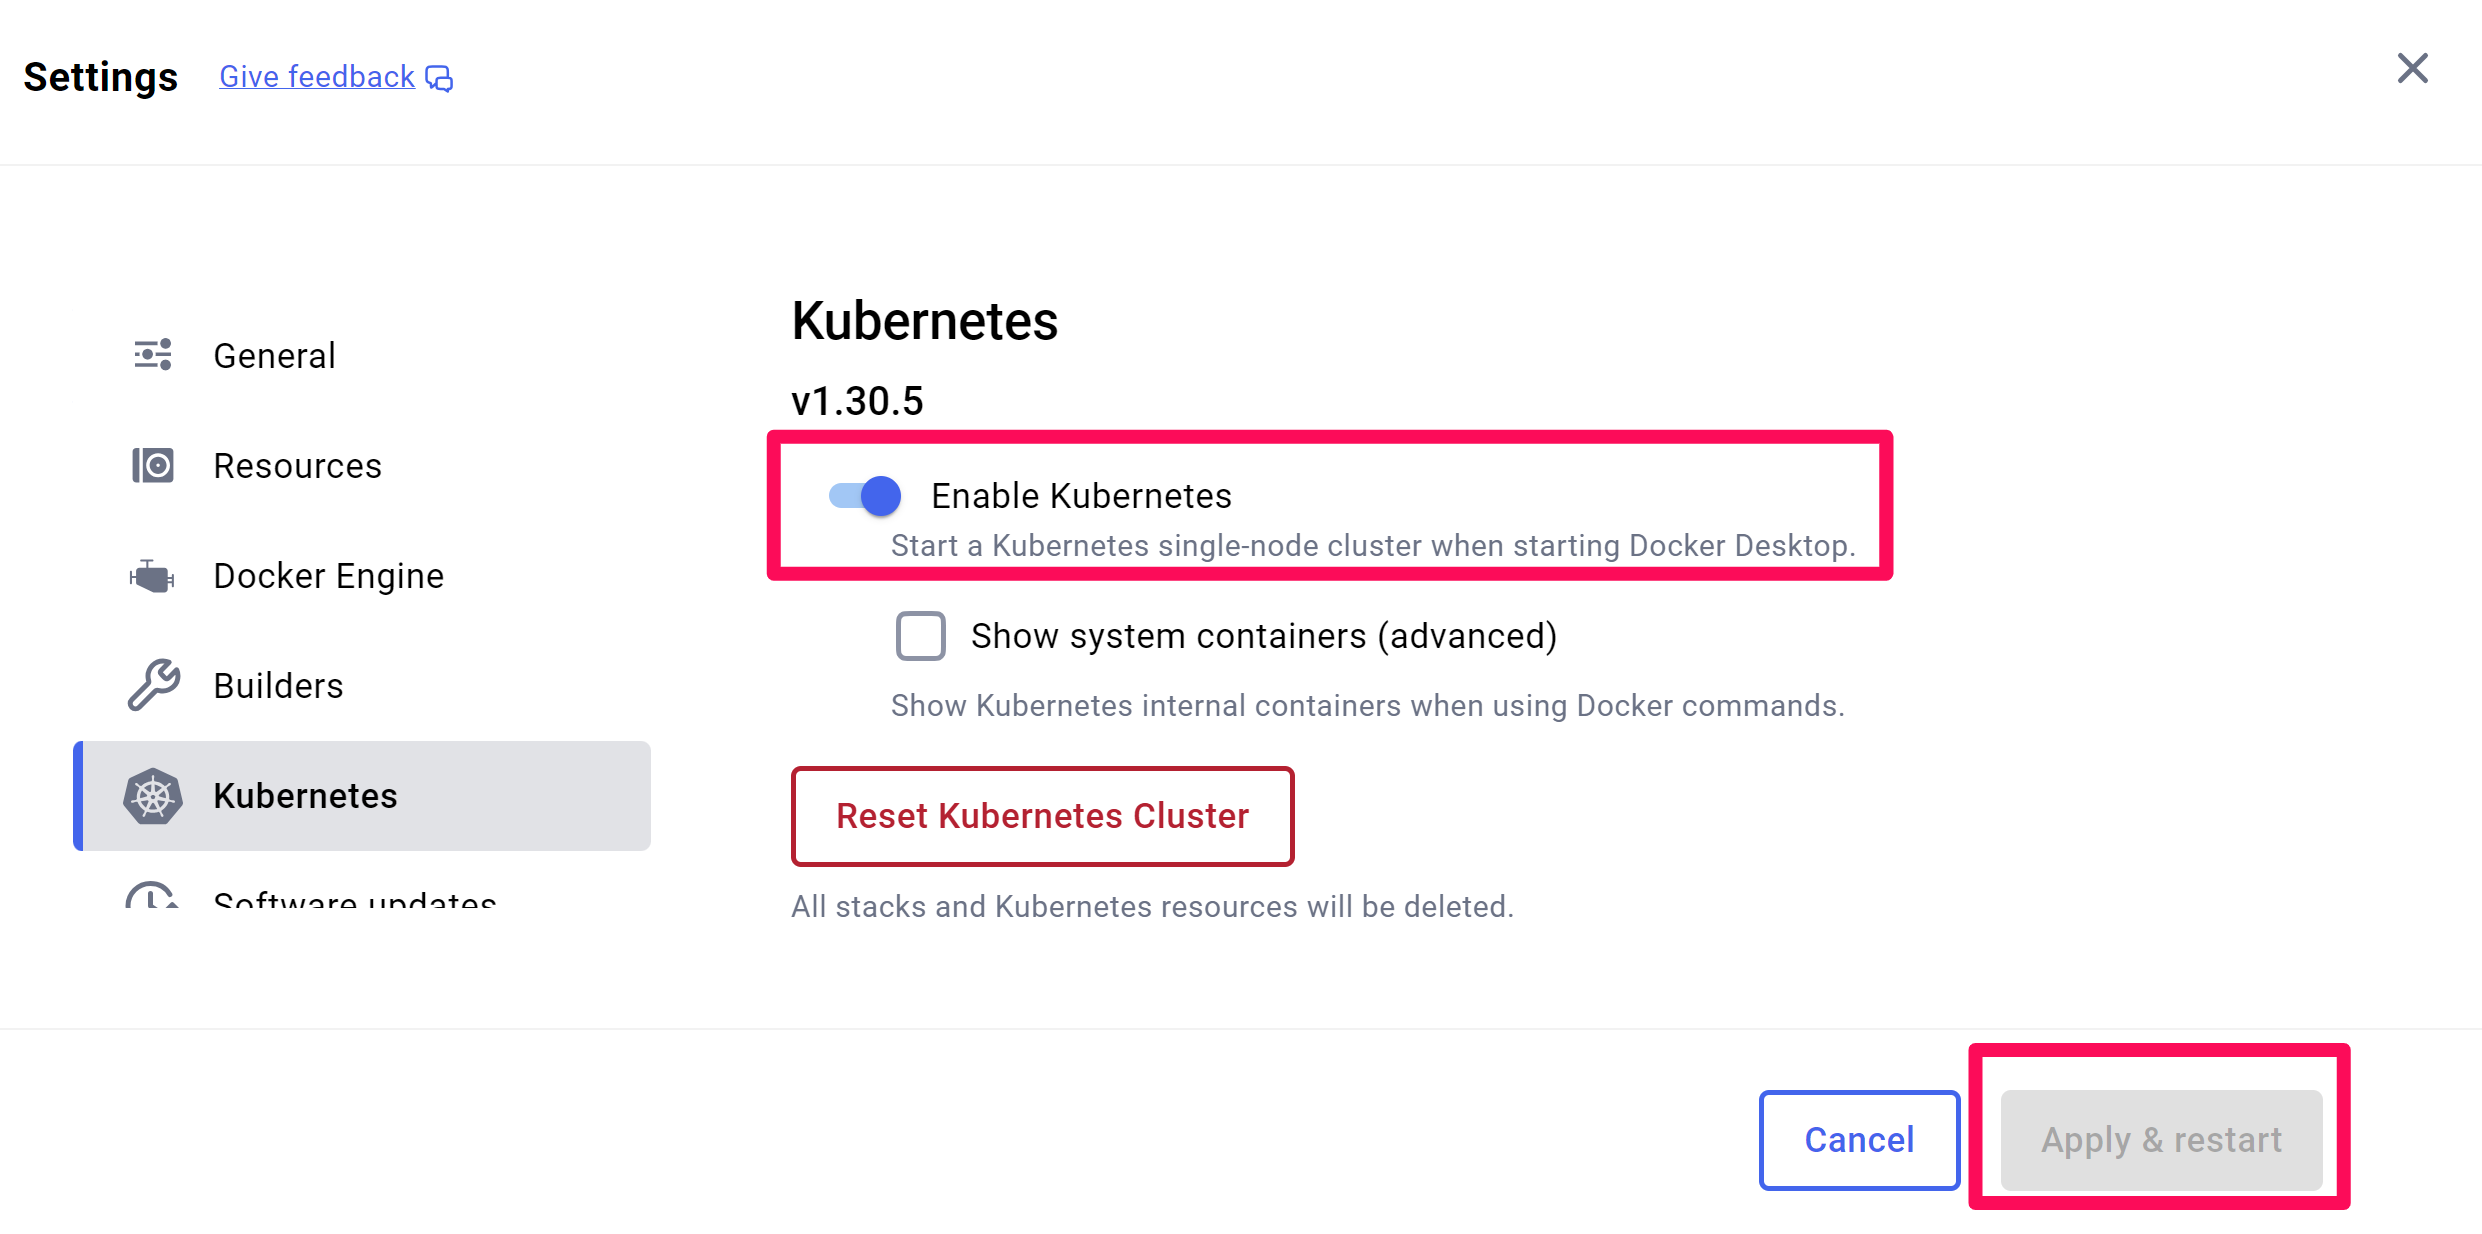 Settings
Give feedback
General
Resources
Docker Engine
Builders
Kubernetes
Software updates
Kubernetes
v1.30.5
Enable Kubernetes
Start a Kubernetes single-node cluster when starting Docker Desktop.
Show system containers (advanced)
Show Kubernetes internal containers when using Docker commands.
Reset Kubernetes Cluster
All stacks and Kubernetes resources will be deleted.
Cancel
Apply & restart